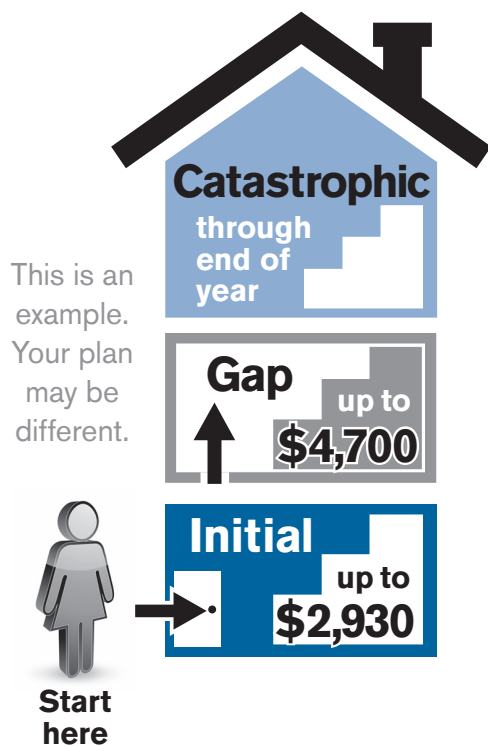 Catastrophic
through
end of
year
This is an
example.
Your plan
may be
different.
Gap
up to
$4,700
Initial
up to
$2,930
Start
here